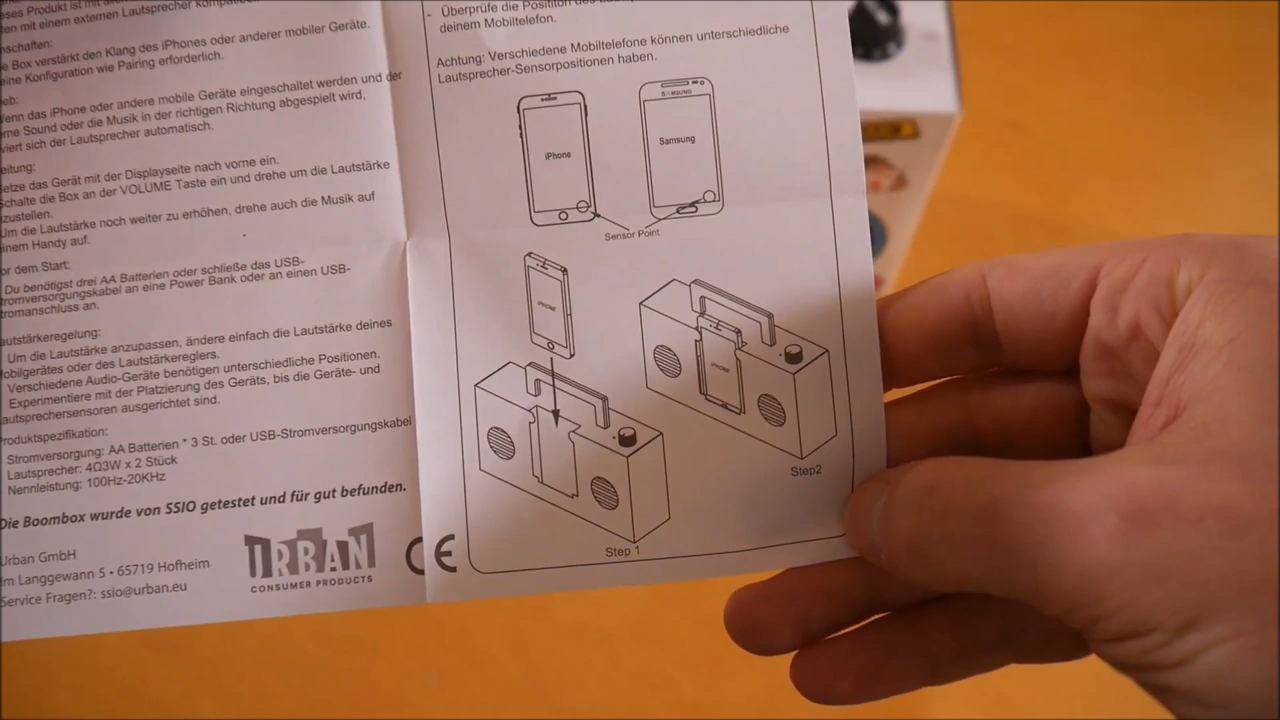 ses Produkt ist mit
ten mit einem externen Lautsprecher kompatibel.
nschaften:
e Box verstärkt den Klang des iPhones oder anderer mobiler Geräte.
eine Konfiguration wie Pairing erforderlich.
eb:
Wenn das iPhone oder andere mobile Geräte eingeschaltet werden und der
me Sound oder die Musik in der richtigen Richtung abgespielt wird,
viert sich der Lautsprecher automatisch.
eitung:
etze das Gerät mit der Displayseite nach vorne ein.
Schalte die Box an der VOLUME Taste ein und drehe um die Lautstärke
zustellen.
Um die Lautstärke noch weiter zu erhöhen, drehe auch die Musik auf
inem Handy auf.
or dem Start:
Du benötigst drei AA Batterien oder schließe das USB-
tromversorgungskabel an eine Power Bank oder an einen USB-
tromanschluss an.
autstärkeregelung:
Um die Lautstärke anzupassen, ändere einfach die Lautstärke deines
obilgerätes oder des Lautstärkereglers.
Verschiedene Audio-Geräte benötigen unterschiedliche Positionen.
Experimentiere mit der Platzierung des Geräts, bis die Geräte- und
autsprechersensoren ausgerichtet sind.
roduktspezifikation:
Stromversorgung: AA Batterien * 3 St. oder USB-Stromversorgungskabel
Lautsprecher: 4Ω3W x 2 Stück
Nennleistung: 100Hz-20KHz
Die Boombox wurde von SSIO getestet und für gut befunden.
Urban GmbH
Im Langgewann 5 • 65719 Hofheim
Service Fragen?: ssio@urban.eu
URBAN
CONSUMER PRODUCTS
CE
- Überprüfe die Position des
deinem Mobiltelefon.
Achtung: Verschiedene Mobiltelefone können unterschiedliche
Lautsprecher-Sensorpositionen haben.
SAMSUNG
iPhone
Samsung
Sensor Point
IPHONE
IPHONE
Step 1
Step2